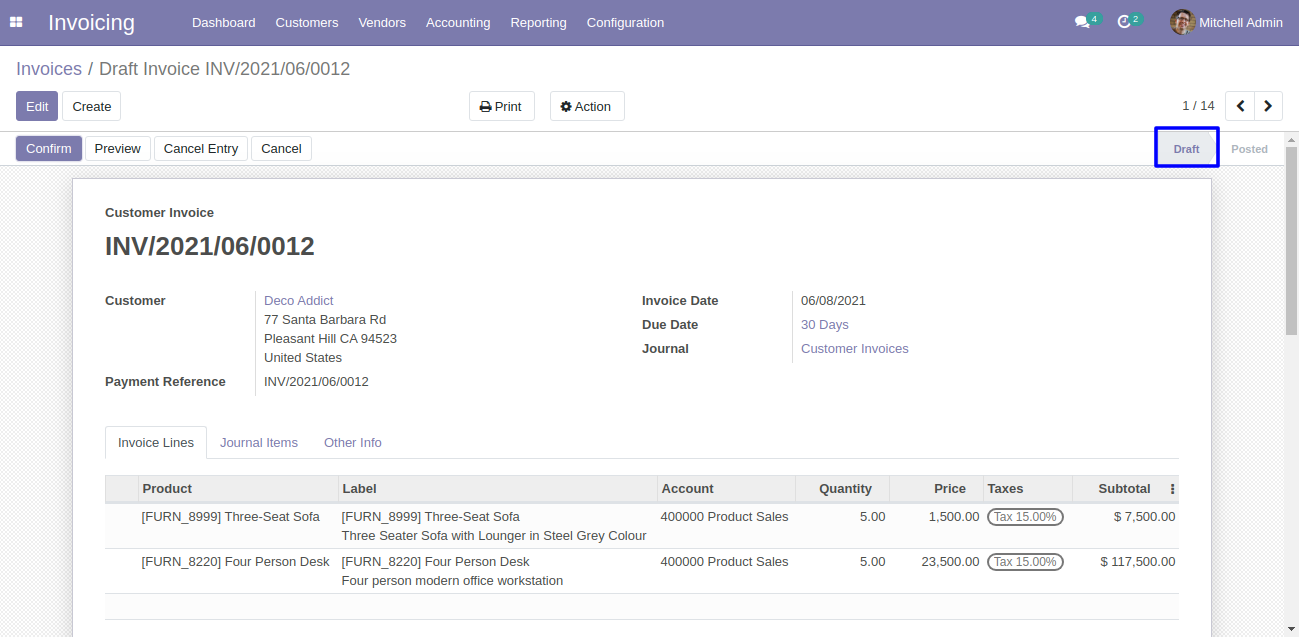 Invoicing Dashboard Customers Vendors Accounting Reporting Configuration 4 2 Mitchell Admin
Invoices / Draft Invoice INV/2021/06/0012
Edit Create Print Action 1 / 14
Confirm Preview Cancel Entry Cancel Draft Posted
Customer Invoice
INV/2021/06/0012
Customer Deco Addict Invoice Date 06/08/2021
77 Santa Barbara Rd Due Date 30 Days
Pleasant Hill CA 94523 Journal Customer Invoices
United States
Payment Reference INV/2021/06/0012
Invoice Lines Journal Items Other Info
Product Label Account Quantity Price Taxes Subtotal
[FURN_8999] Three-Seat Sofa [FURN_8999] Three-Seat Sofa 400000 Product Sales 5.00 1,500.00 Tax 15.00% $ 7,500.00
Three Seater Sofa with Lounger in Steel Grey Colour
[FURN_8220] Four Person Desk [FURN_8220] Four Person Desk 400000 Product Sales 5.00 23,500.00 Tax 15.00% $ 117,500.00
Four person modern office workstation